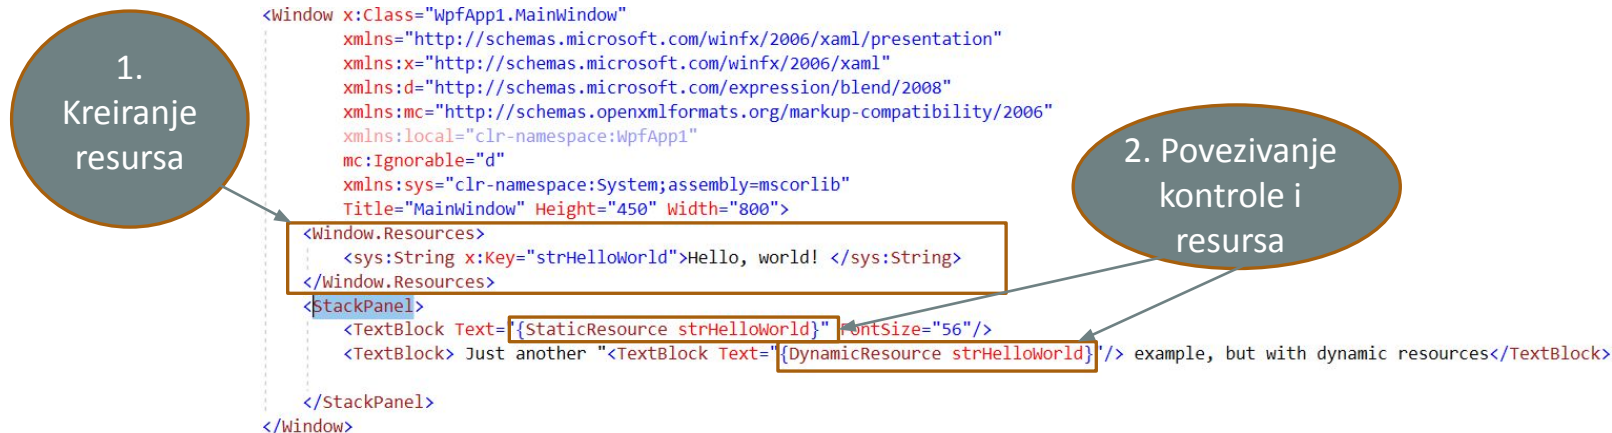 1.
Kreiranje
resursa
<Window x:Class="WpfApp1.MainWindow"
xmlns="http://schemas.microsoft.com/winfx/2006/xaml/presentation"
xmlns:x="http://schemas.microsoft.com/winfx/2006/xaml"
xmlns:d="http://schemas.microsoft.com/expression/blend/2008"
xmlns:mc="http://schemas.openxmlformats.org/markup-compatibility/2006"
xmlns:local="clr-namespace:WpfApp1"
mc:Ignorable="d"
xmlns:sys="clr-namespace:System;assembly=mscorlib"
Title="MainWindow" Height="450" Width="800">
<Window.Resources>
<sys:String x:Key="strHelloWorld">Hello, world! </sys:String>
</Window.Resources>
<StackPanel>
<TextBlock Text="{StaticResource strHelloWorld}" FontSize="56"/>
<TextBlock> Just another "<TextBlock Text="{DynamicResource strHelloWorld}"/> example, but with dynamic resources</TextBlock>
</StackPanel>
</Window>
2. Povezivanje
kontrole i
resursa